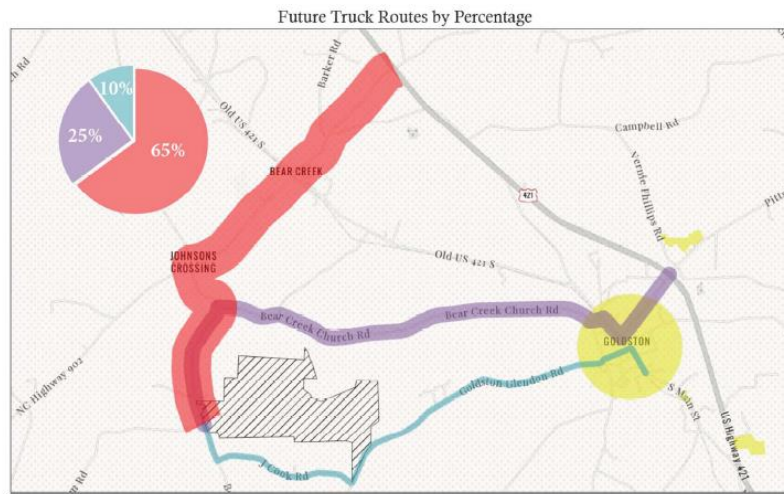 Future Truck Routes by Percentage
Barker Rd
10%
25%
65%
Old US 421 S
BEAR CREEK
Campbell Rd
Vernie Phillips Rd
421
JOHNSONS
CROSSING
Old US 421 S
Bear Creek Church Rd
Bear Creek Church Rd
GOLDSTON
NC Highway 902
Goldston Glendon Rd
S Main St
US Highway 421
J Cook Rd
Rd